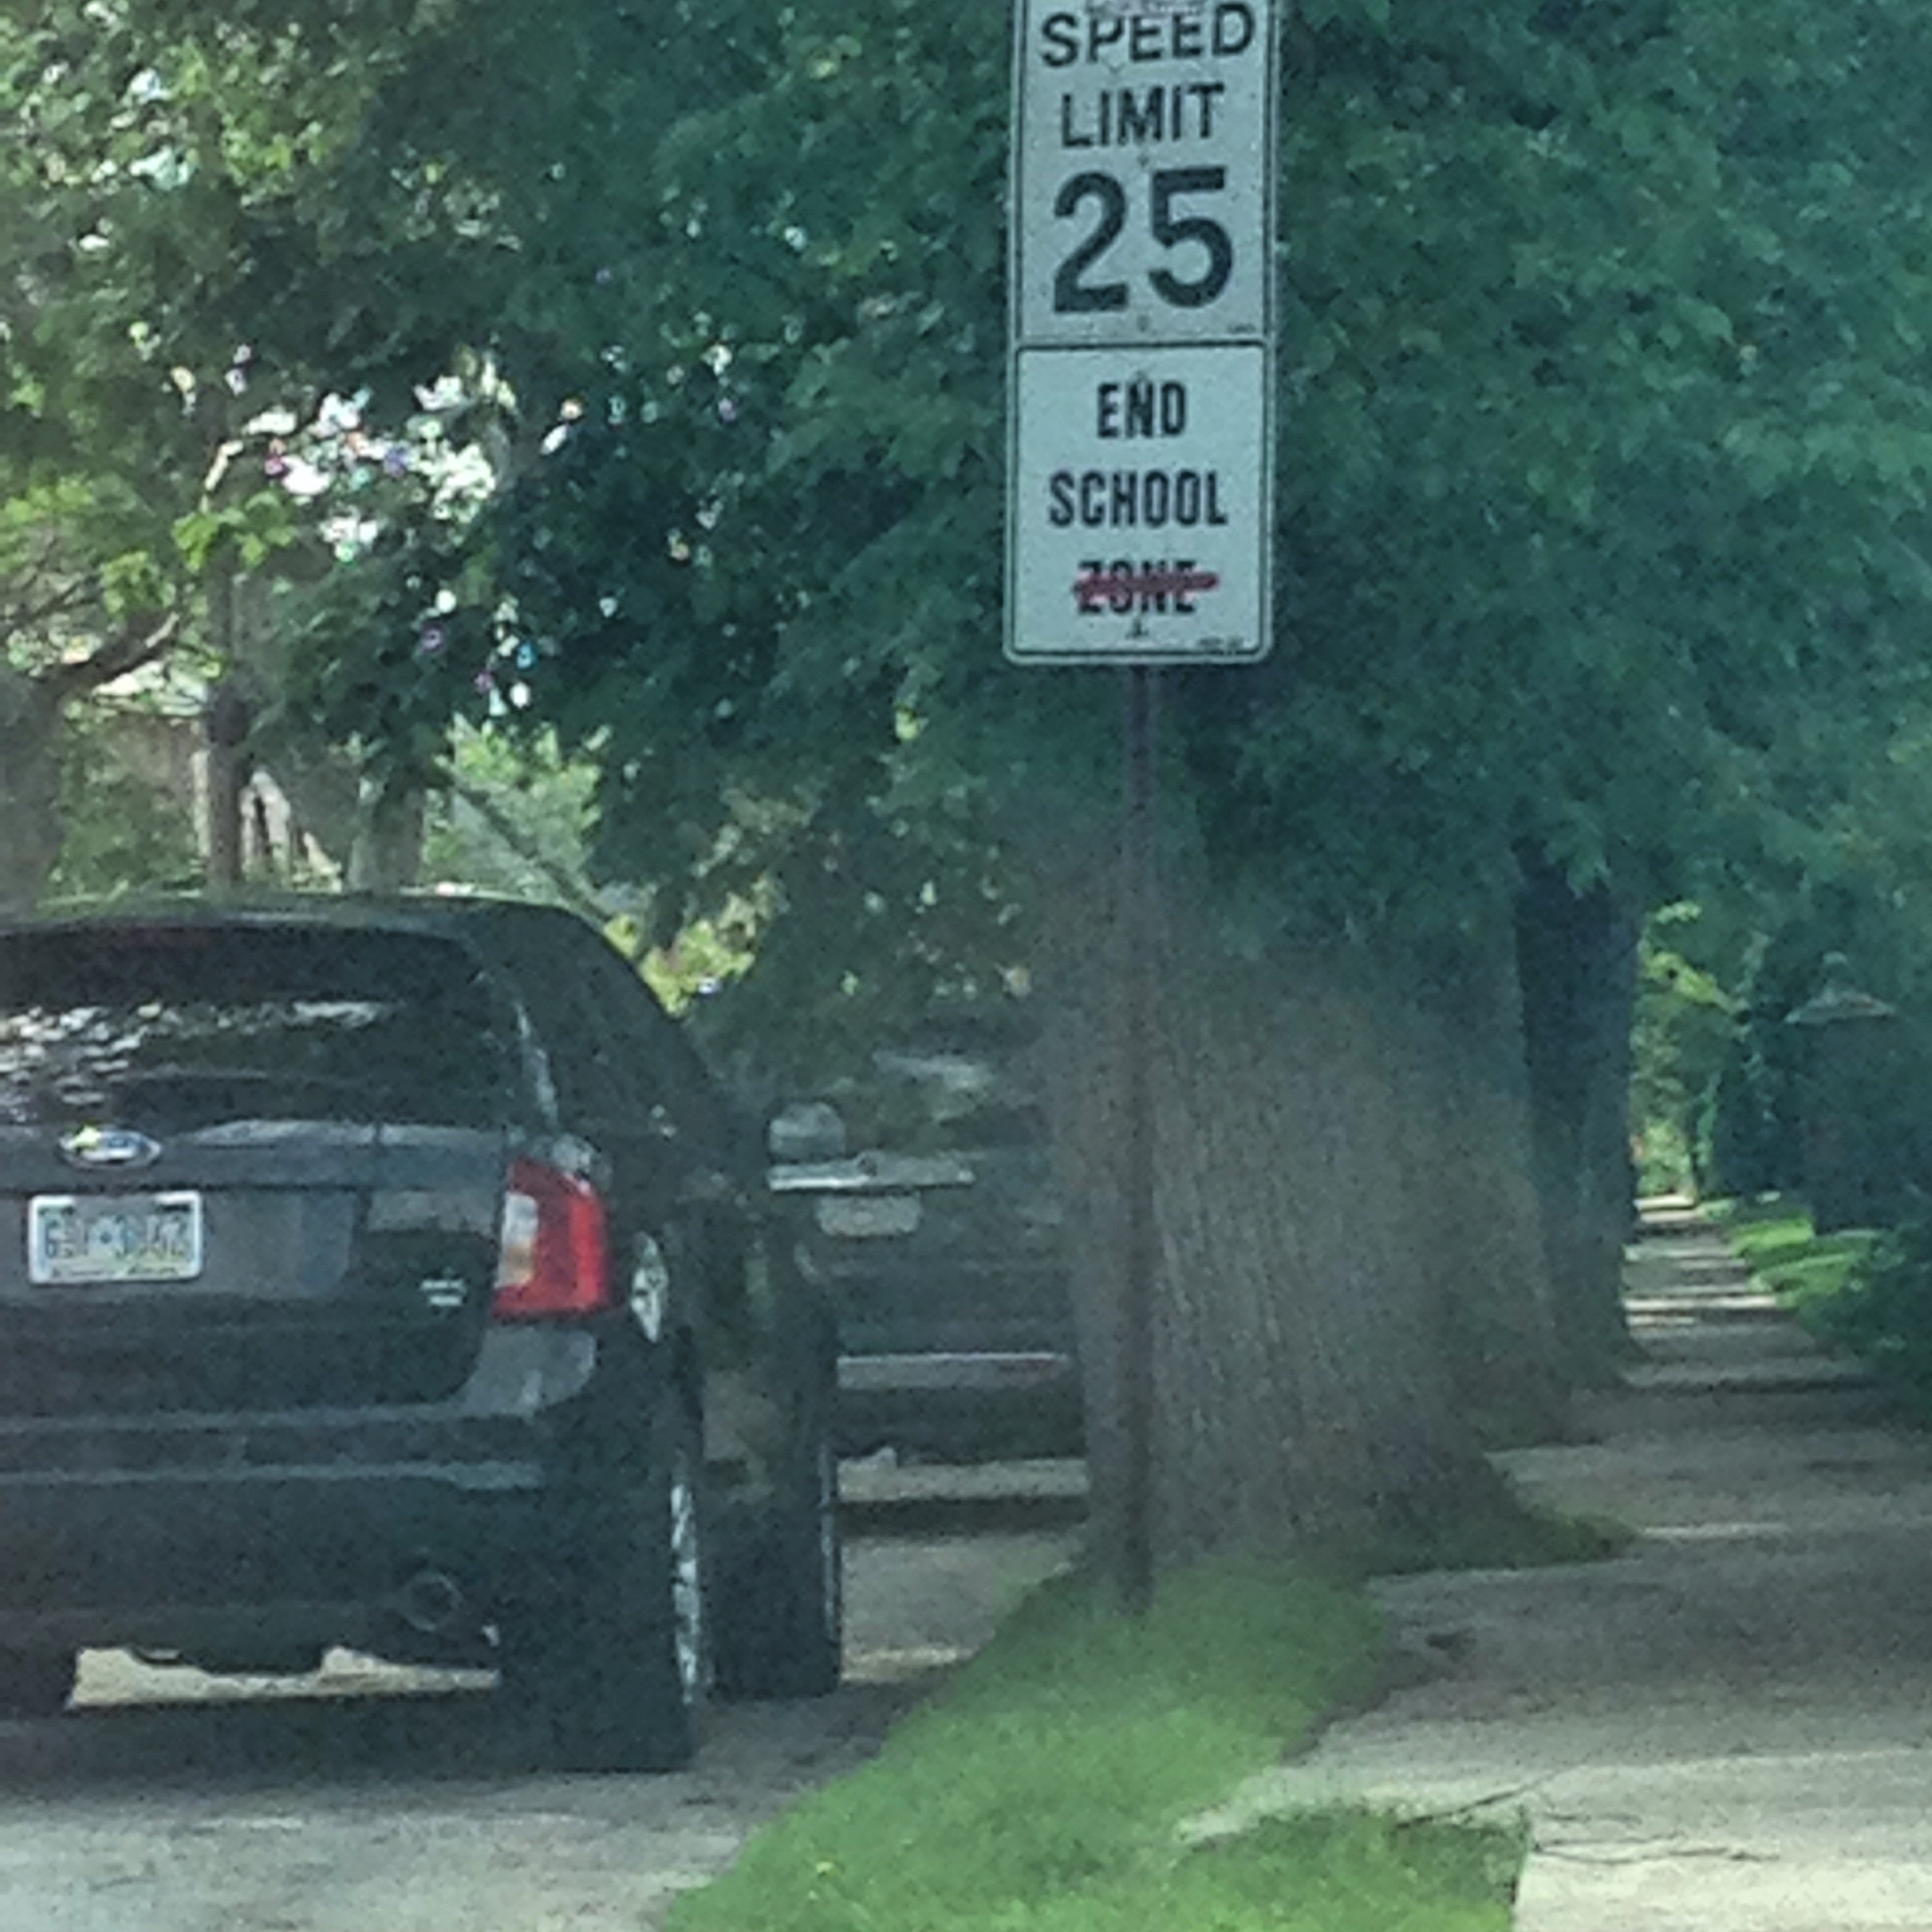 SPEED
LIMIT
25
END
SCHOOL
ZONE